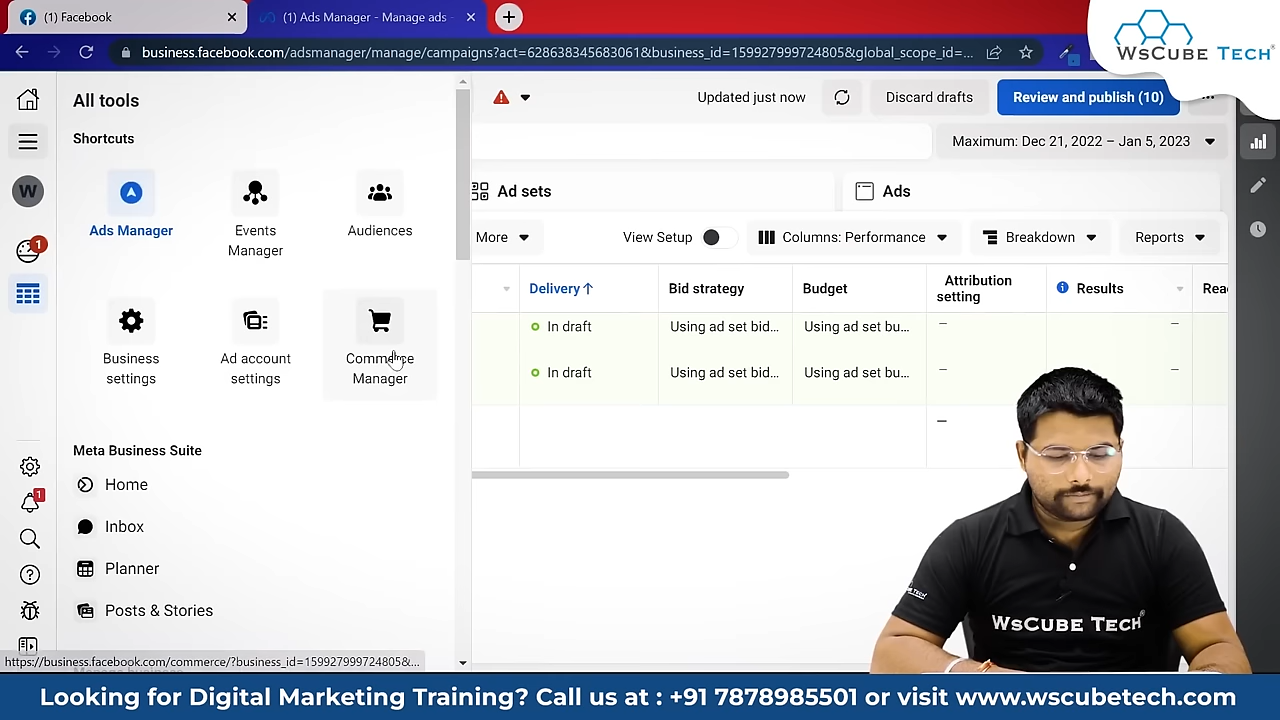 (1) Facebook
(1) Ads Manager - Manage ads -
WsCube Tech
business.facebook.com/adsmanager/manage/campaigns?act=628638345683061&business_id=159927999724805&global_scope_id=...
All tools
Updated just now
Discard drafts
Review and publish (10)
Shortcuts
Maximum: Dec 21, 2022 – Jan 5, 2023
W
Ad sets
Ads
Ads Manager
Events
Manager
Audiences
More
View Setup
Columns: Performance
Breakdown
Reports
1
Delivery↑
Bid strategy
Budget
Attribution
setting
Results
Rea
In draft
Using ad set bid...
Using ad set bu...
–
–
In draft
Using ad set bid...
Using ad set bu...
–
–
Business
settings
Ad account
settings
Commerce
Manager
–
Meta Business Suite
Home
1
Inbox
Planner
Posts & Stories
WsCube Tech
https://business.facebook.com/commerce/?business_id=159927999724805&...
Looking for Digital Marketing Training? Call us at : +91 7878985501 or visit www.wscubetech.com